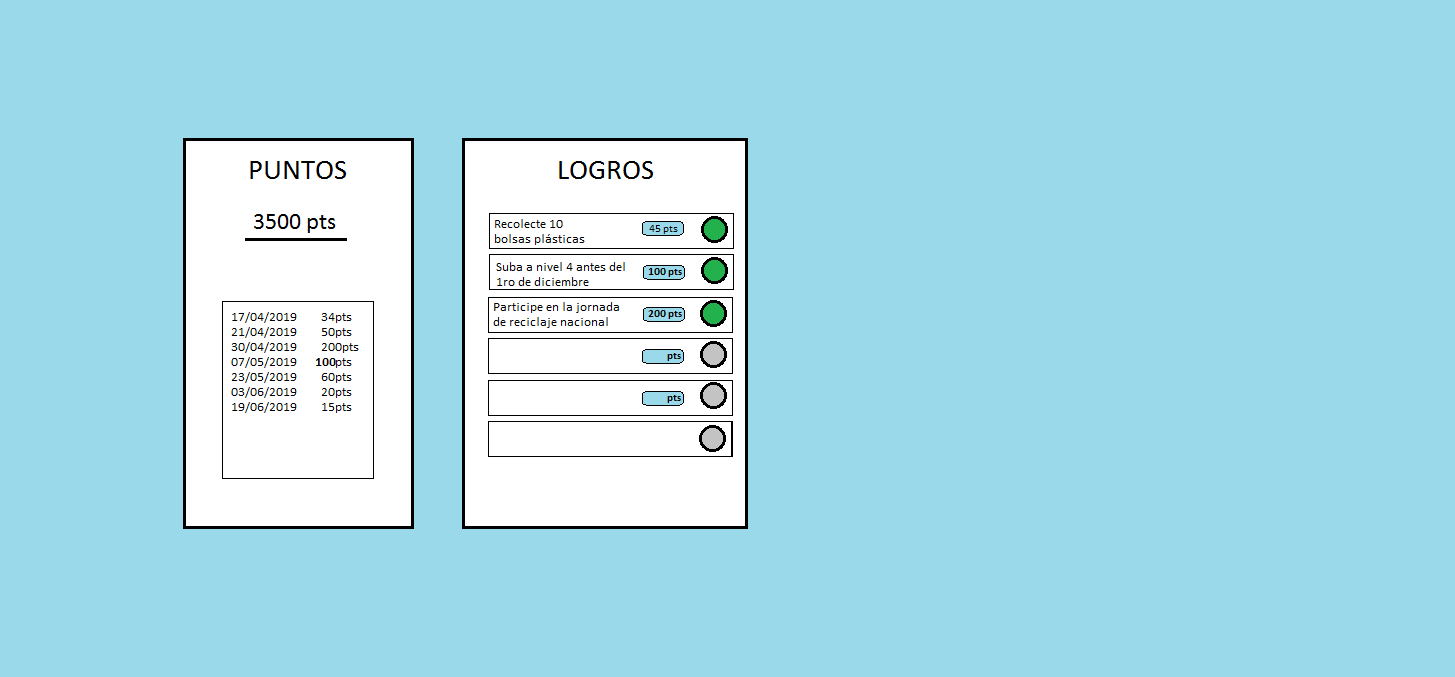 PUNTOS
3500 pts
17/04/2019 34pts
21/04/2019 50pts
30/04/2019 200pts
07/05/2019 100pts
23/05/2019 60pts
03/06/2019 20pts
19/06/2019 15pts
LOGROS
Recolecte 10
bolsas plásticas
45 pts
Suba a nivel 4 antes del
1ro de diciembre
100 pts
Participe en la jornada
de reciclaje nacional
200 pts
pts
pts